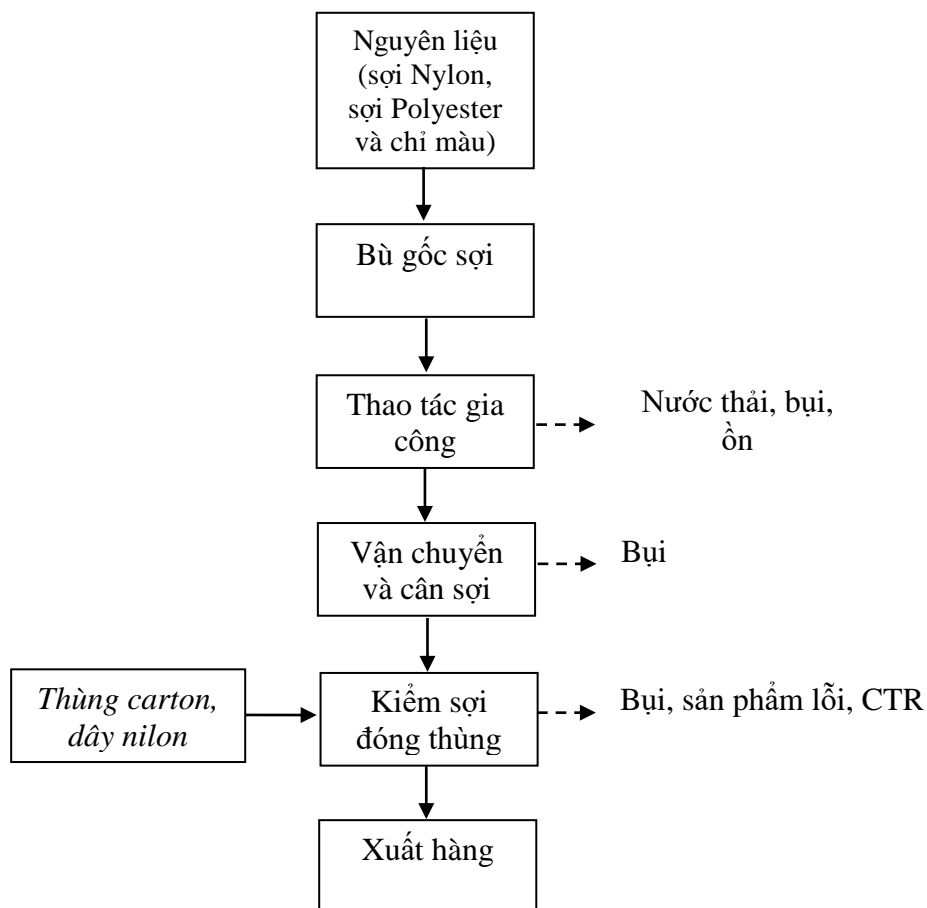 Nguyên liệu
(sợi Nylon,
sợi Polyester
và chỉ màu)
Bù gốc sợi
Thao tác gia
công
Nước thải, bụi,
ồn
Vận chuyển
và cân sợi
Bụi
Thùng carton,
dây nilon
Kiểm sợi
đóng thùng
Bụi, sản phẩm lỗi, CTR
Xuất hàng